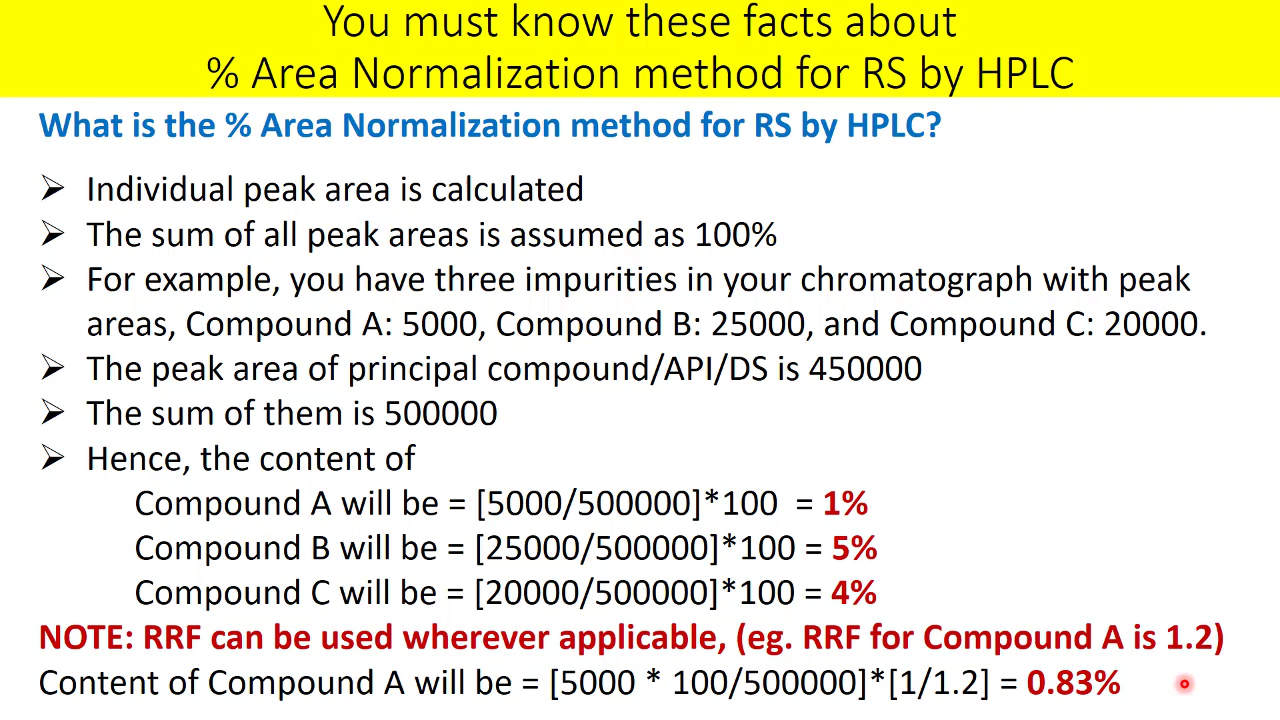 You must know these facts about
% Area Normalization method for RS by HPLC
What is the % Area Normalization method for RS by HPLC?
➢ Individual peak area is calculated
➢ The sum of all peak areas is assumed as 100%
➢ For example, you have three impurities in your chromatograph with peak
areas, Compound A: 5000, Compound B: 25000, and Compound C: 20000.
➢ The peak area of principal compound/API/DS is 450000
➢ The sum of them is 500000
➢ Hence, the content of
Compound A will be = [5000/500000]*100 = 1%
Compound B will be = [25000/500000]*100 = 5%
Compound C will be = [20000/500000]*100 = 4%
NOTE: RRF can be used wherever applicable, (eg. RRF for Compound A is 1.2)
Content of Compound A will be = [5000 * 100/500000]*[1/1.2] = 0.83%